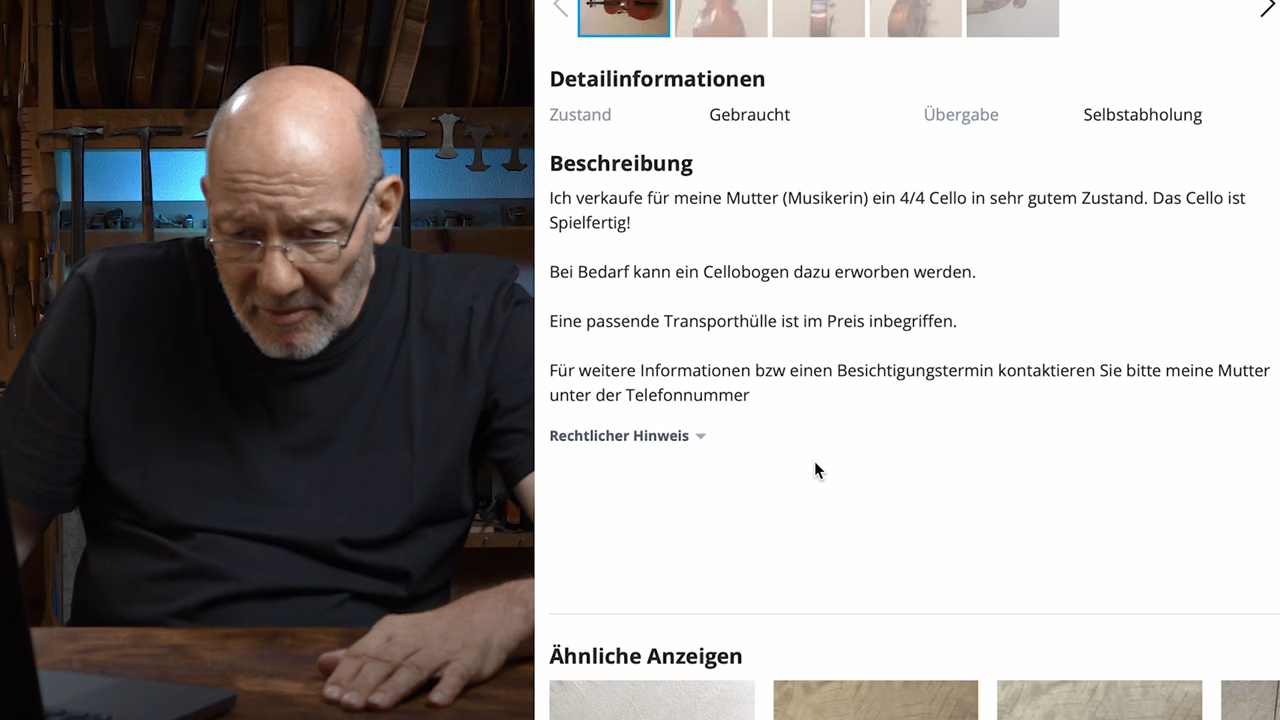 Detailinformationen
Zustand Gebraucht Übergabe Selbstabholung
Beschreibung
Ich verkaufe für meine Mutter (Musikerin) ein 4/4 Cello in sehr gutem Zustand. Das Cello ist
Spielfertig!
Bei Bedarf kann ein Cellobogen dazu erworben werden.
Eine passende Transporthülle ist im Preis inbegriffen.
Für weitere Informationen bzw einen Besichtigungstermin kontaktieren Sie bitte meine Mutter
unter der Telefonnummer
Rechtlicher Hinweis
Ähnliche Anzeigen